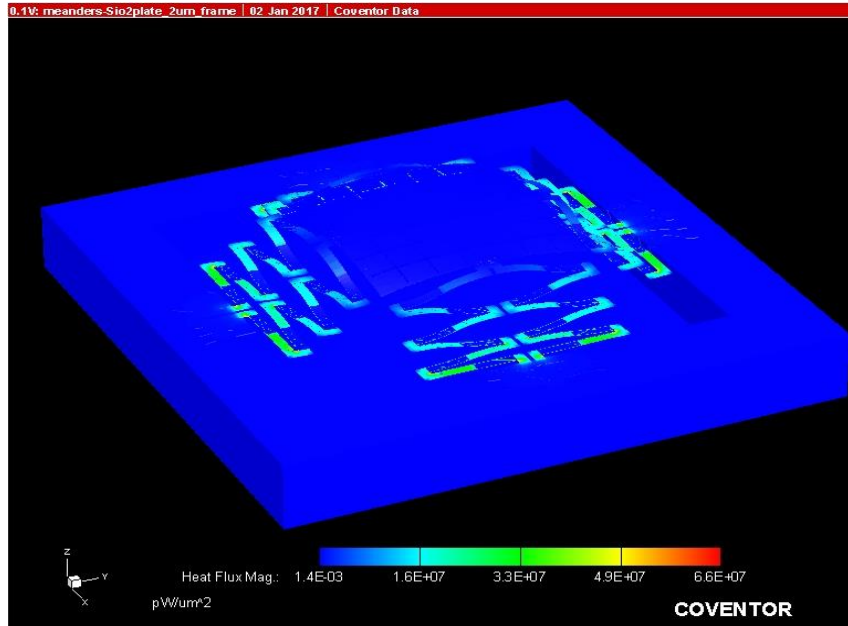 0.1V: meanders-Sio2plate_2um_frame | 02 Jan 2017 | Coventor Data
Z
Y
X
Heat Flux Mag.: 1.4E-03 1.6E+07 3.3E+07 4.9E+07 6.6E+07
pW/um^2
COVENTOR